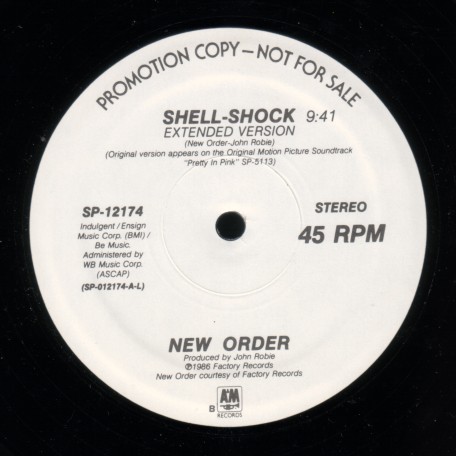 PROMOTION COPY — NOT FOR SALE
SHELL-SHOCK 9:41
EXTENDED VERSION
(New Order-John Robie)
(Original version appears on the Original Motion Picture Soundtrack
"Pretty In Pink" SP-5113)
SP-12174
Indulgent / Ensign
Music Corp. (BMI) /
Be Music.
Administered by
WB Music Corp.
(ASCAP)
(SP-012174-A-L)
STEREO
45 RPM
NEW ORDER
Produced by John Robie
℗1986 Factory Records
New Order courtesy of Factory Records
B
A&M
RECORDS